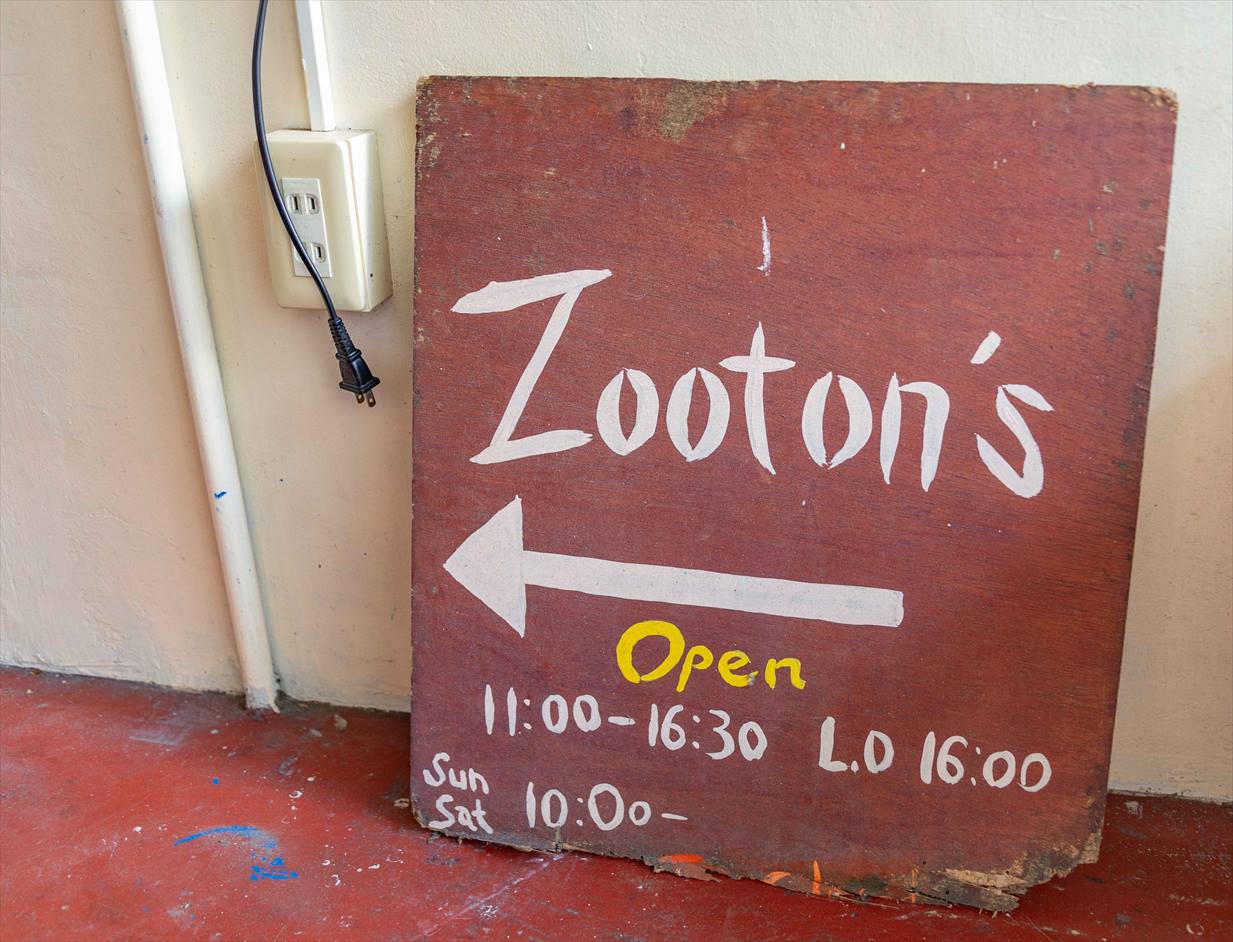 Zooton's
Open
11:00-16:30 L.O 16:00
Sun
Sat 10:00-